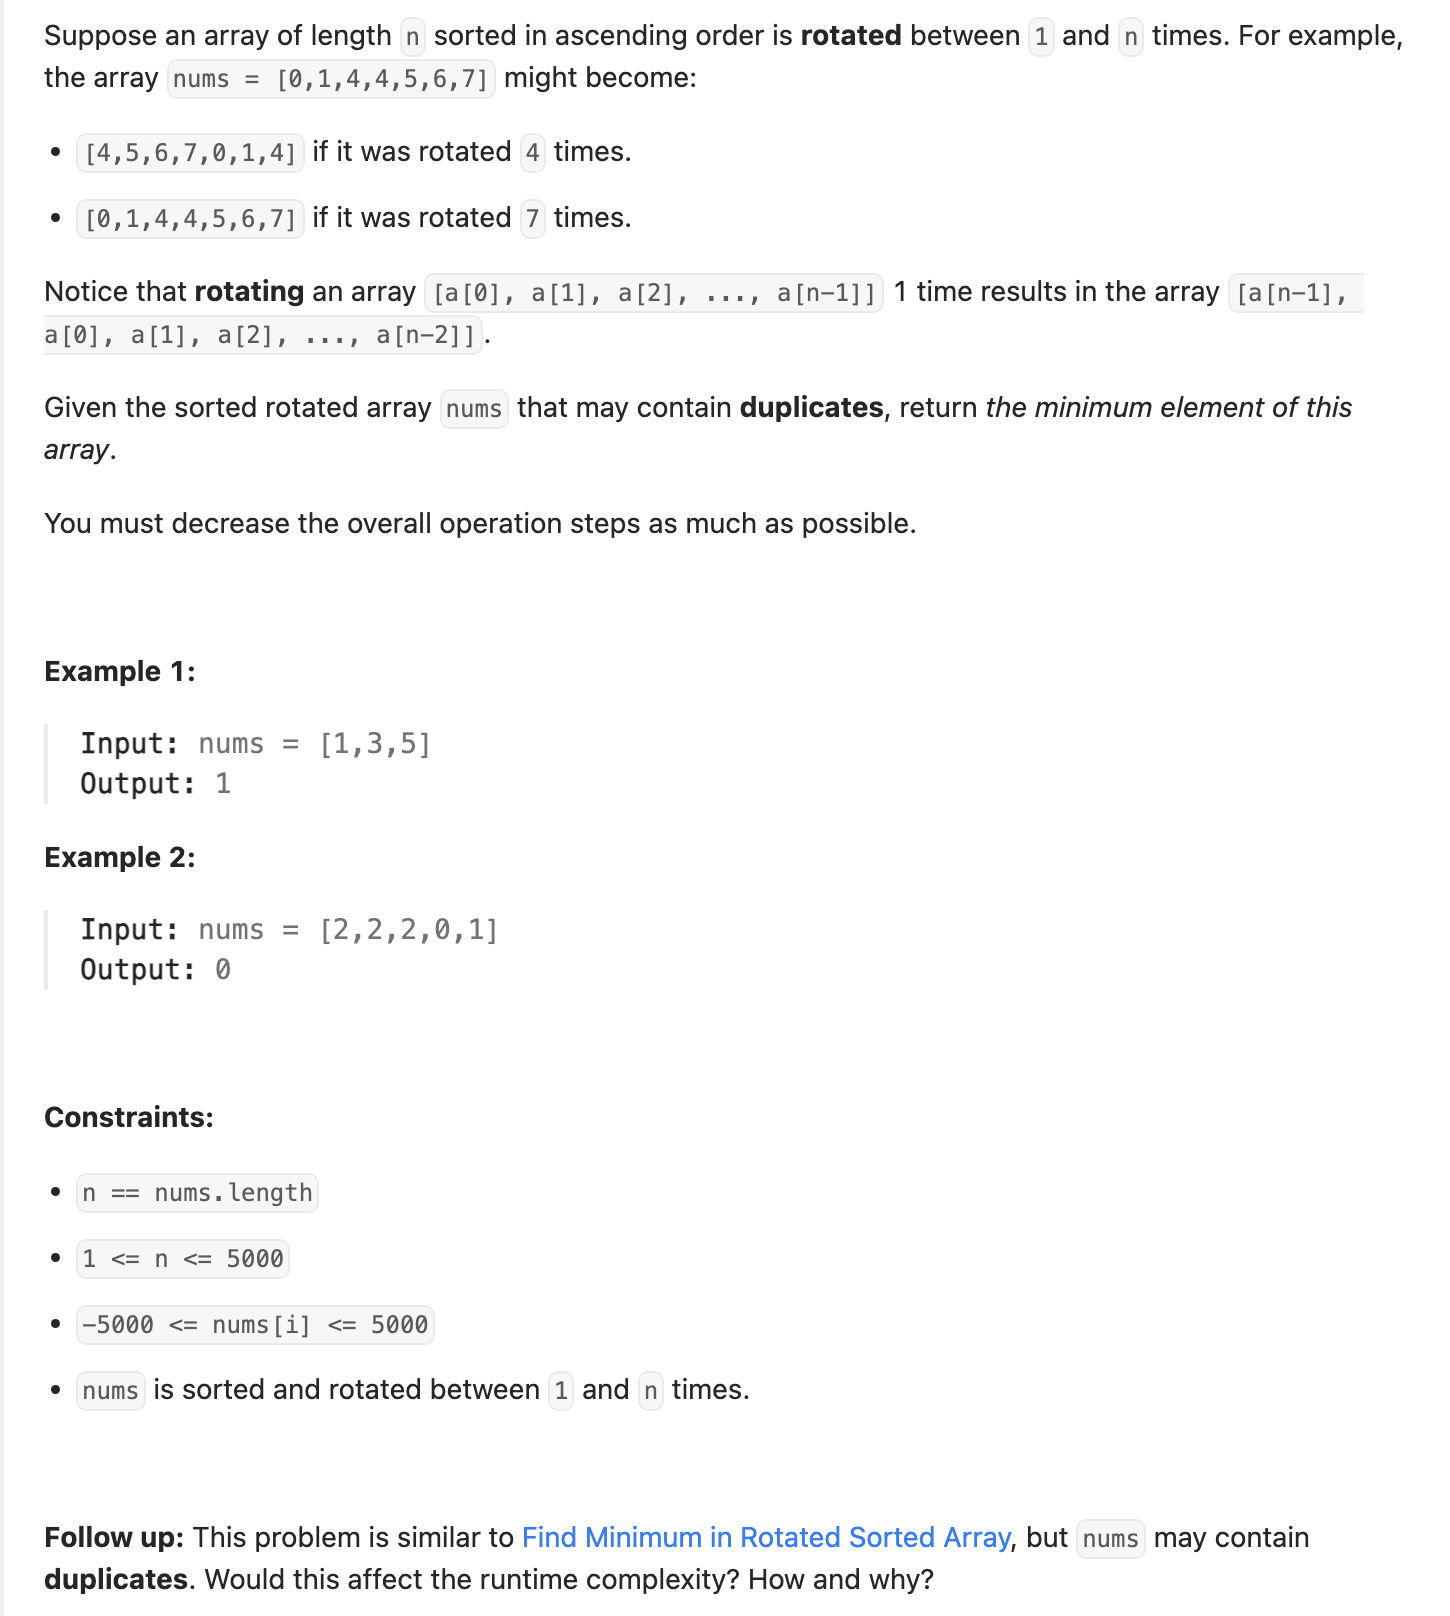 Suppose an array of length n sorted in ascending order is rotated between 1 and n times. For example,
the array nums = [0,1,4,4,5,6,7] might become:
• [4,5,6,7,0,1,4] if it was rotated 4 times.
• [0,1,4,4,5,6,7] if it was rotated 7 times.
Notice that rotating an array [a[0], a[1], a[2], ..., a[n-1]] 1 time results in the array [a[n-1],
a[0], a[1], a[2], ..., a[n-2]].
Given the sorted rotated array nums that may contain duplicates, return the minimum element of this
array.
You must decrease the overall operation steps as much as possible.
Example 1:
Input: nums = [1,3,5]
Output: 1
Example 2:
Input: nums = [2,2,2,0,1]
Output: 0
Constraints:
• n == nums.length
• 1 <= n <= 5000
• -5000 <= nums[i] <= 5000
• nums is sorted and rotated between 1 and n times.
Follow up: This problem is similar to Find Minimum in Rotated Sorted Array, but nums may contain
duplicates. Would this affect the runtime complexity? How and why?